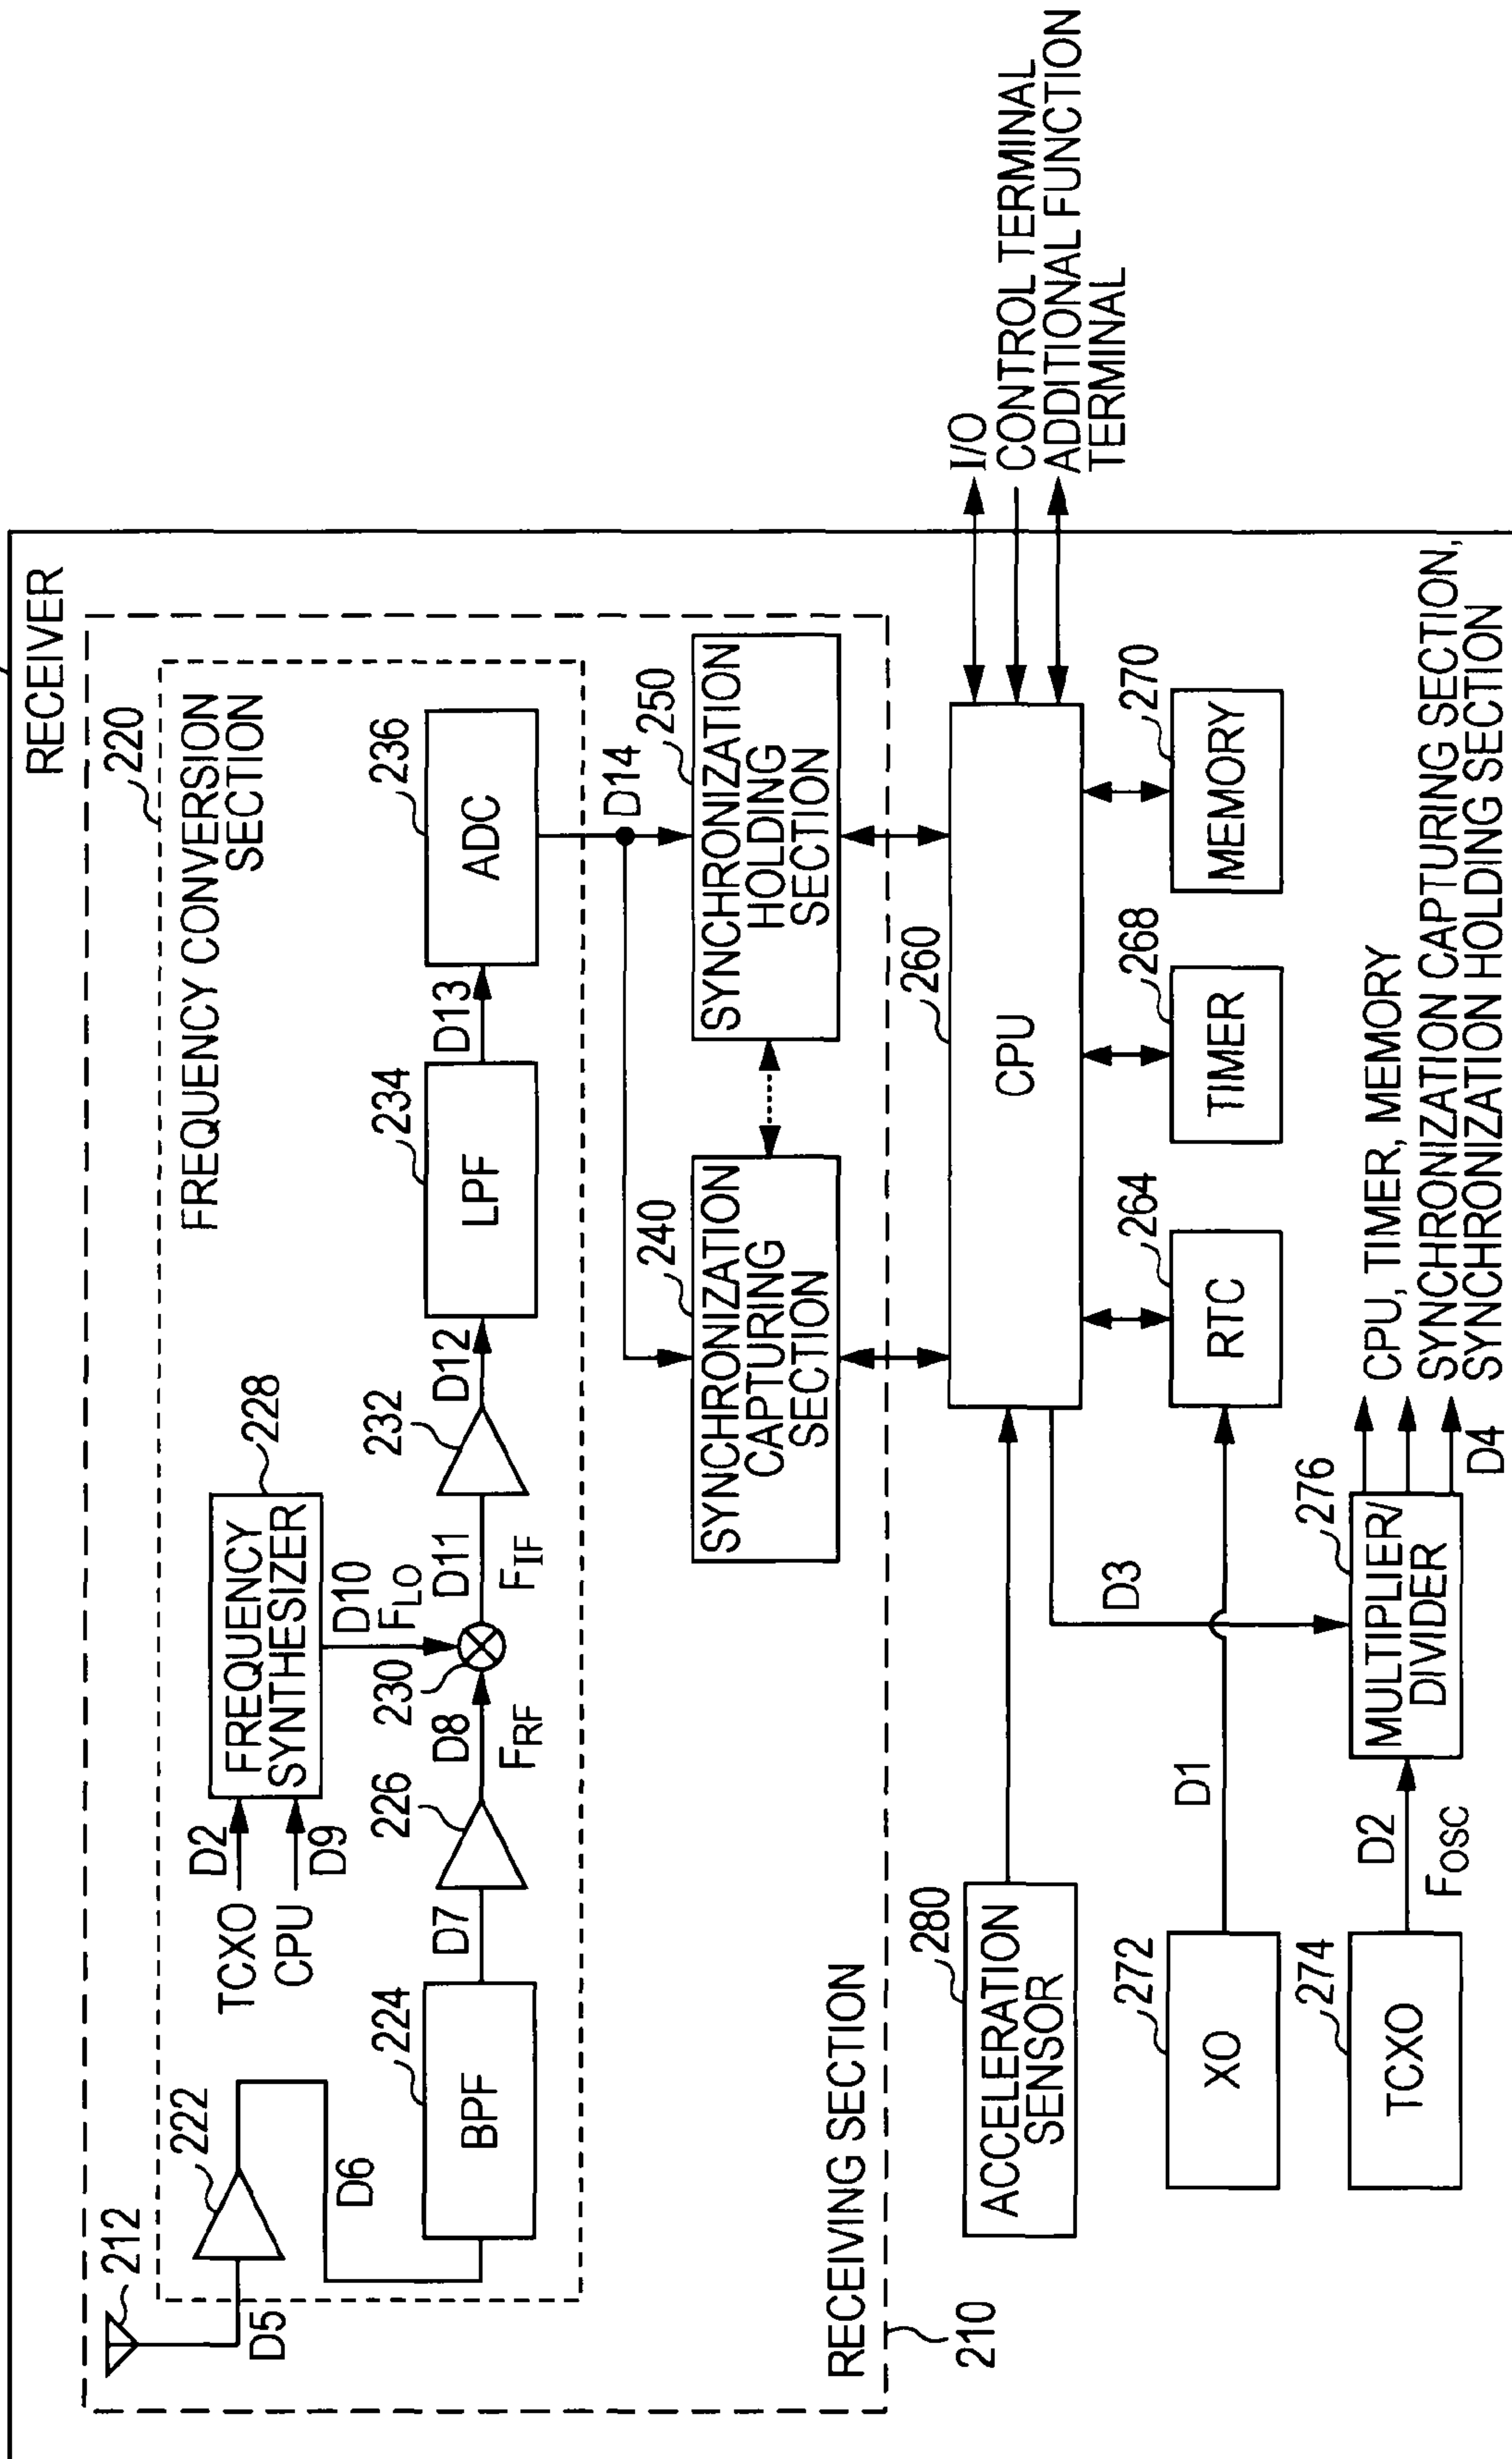 RECEIVER
220
FREQUENCY CONVERSION
SECTION
212
D5
222
D6
TCXO
D2
CPU
D9
FREQUENCY
SYNTHESIZER
228
D10
FLO
224
BPF
D7
226
D8
FRF
230
D11
FIF
232
D12
234
LPF
D13
236
ADC
D14
240
SYNCHRONIZATION
CAPTURING
SECTION
250
SYNCHRONIZATION
HOLDING
SECTION
RECEIVING SECTION
210
280
ACCELERATION
SENSOR
260
CPU
I/O
CONTROL TERMINAL
ADDITIONAL FUNCTION
TERMINAL
272
XO
D1
D3
264
RTC
268
TIMER
270
MEMORY
274
TCXO
D2
FOSC
276
MULTIPLIER/
DIVIDER
D4
CPU, TIMER, MEMORY
SYNCHRONIZATION CAPTURING SECTION,
SYNCHRONIZATION HOLDING SECTION